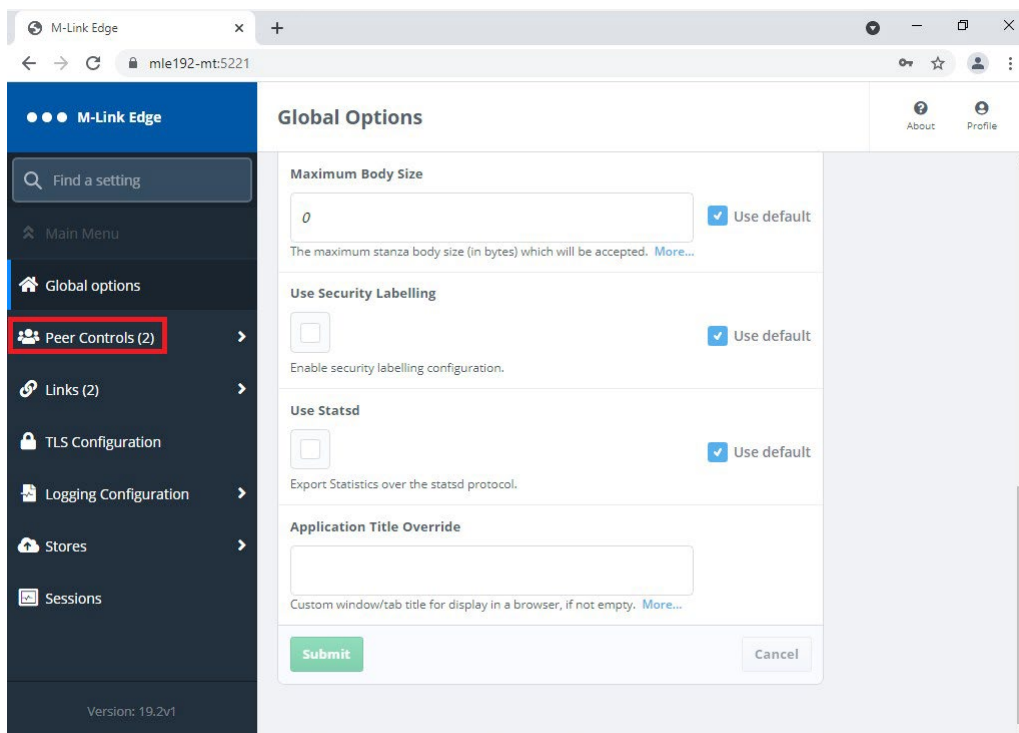 M-Link Edge
mle192-mt:5221
M-Link Edge
Global Options
About
Profile
Find a setting
Main Menu
Global options
Peer Controls (2)
Links (2)
TLS Configuration
Logging Configuration
Stores
Sessions
Version: 19.2v1
Maximum Body Size
0
Use default
The maximum stanza body size (in bytes) which will be accepted. More...
Use Security Labelling
Use default
Enable security labelling configuration.
Use Statsd
Use default
Export Statistics over the statsd protocol.
Application Title Override
Custom window/tab title for display in a browser, if not empty. More...
Submit
Cancel